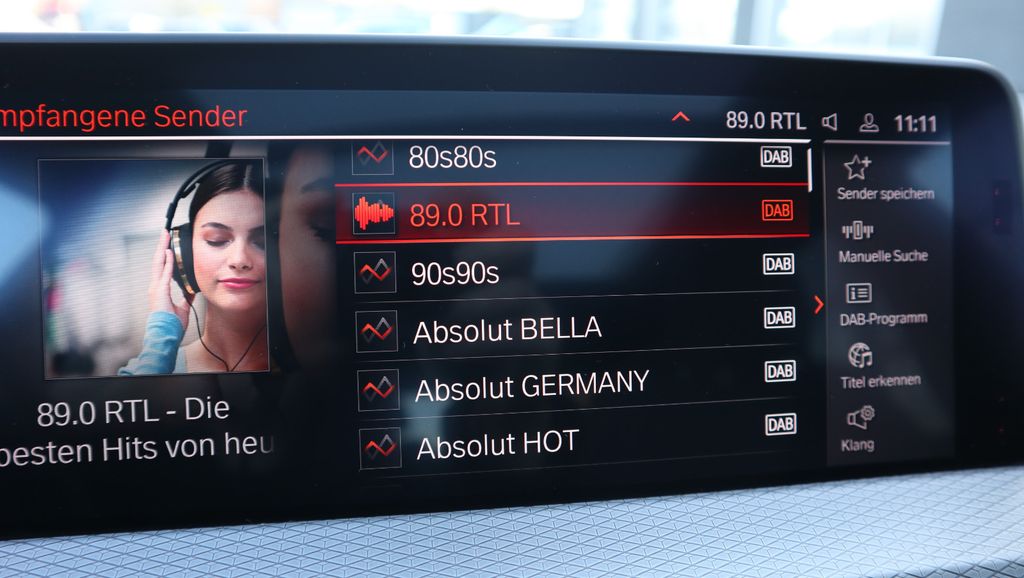 mpfangene Sender
89.0 RTL
11:11
80s80s DAB
89.0 RTL DAB
90s90s DAB
Absolut BELLA DAB
Absolut GERMANY DAB
Absolut HOT DAB
89.0 RTL - Die
besten Hits von heu
Sender speichern
Manuelle Suche
DAB-Programm
Titel erkennen
Klang